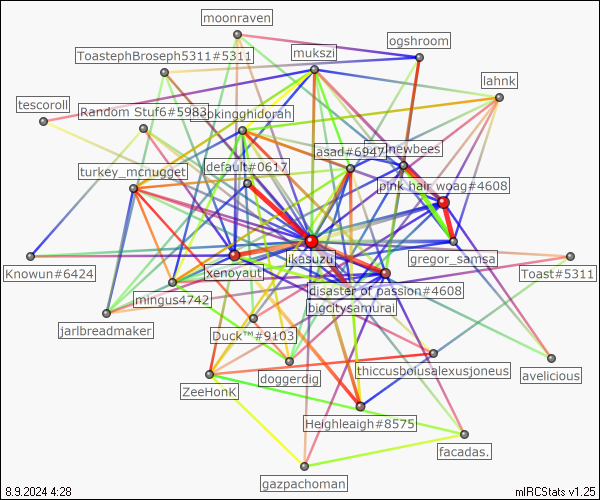 moonraven
ogshroom
ToastephBroseph5311#5311
mukszi
lahnk
tescoroll
Random Stuf6#5983
pkingghidorah
asad#6947
newbees
default#0617
turkey_mcnugget
pink hair woag#4608
ikasuzu
gregor_samsa
Knowun#6424
xenoyaut
Toast#5311
disaster of passion#4608
mingus4742
bigcitysamurai
jarlbreadmaker
Duck™#9103
thiccusboiusalexusjoneus
doggerdig
avelicious
ZeeHonK
Heighleaigh#8575
facadas.
gazpachoman
8.9.2024 4:28
mIRCStats v1.25